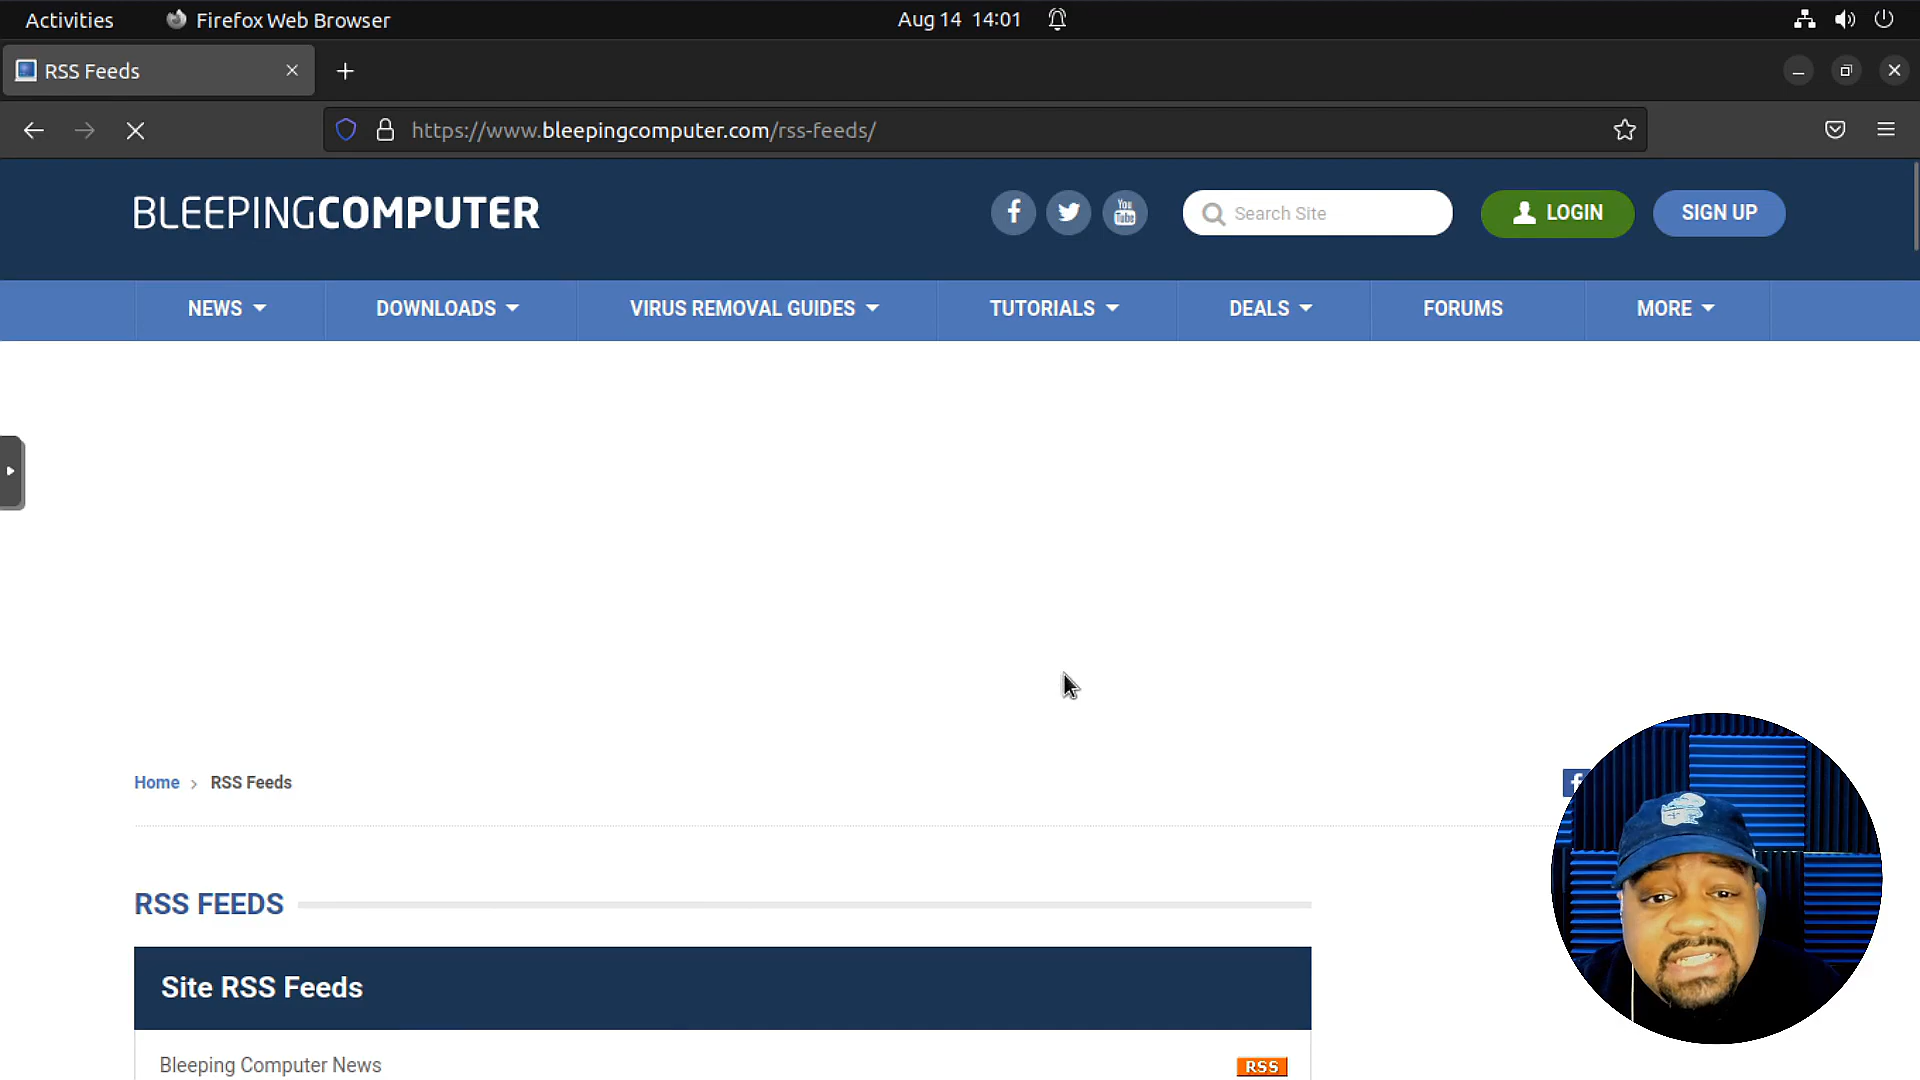 Activities
Firefox Web Browser
Aug 14 14:01
RSS Feeds
https://www.bleepingcomputer.com/rss-feeds/
BLEEPINGCOMPUTER
f
You
Tube
Search Site
LOGIN
SIGN UP
NEWS
DOWNLOADS
VIRUS REMOVAL GUIDES
TUTORIALS
DEALS
FORUMS
MORE
Home > RSS Feeds
f
RSS FEEDS
Site RSS Feeds
Bleeping Computer News
RSS